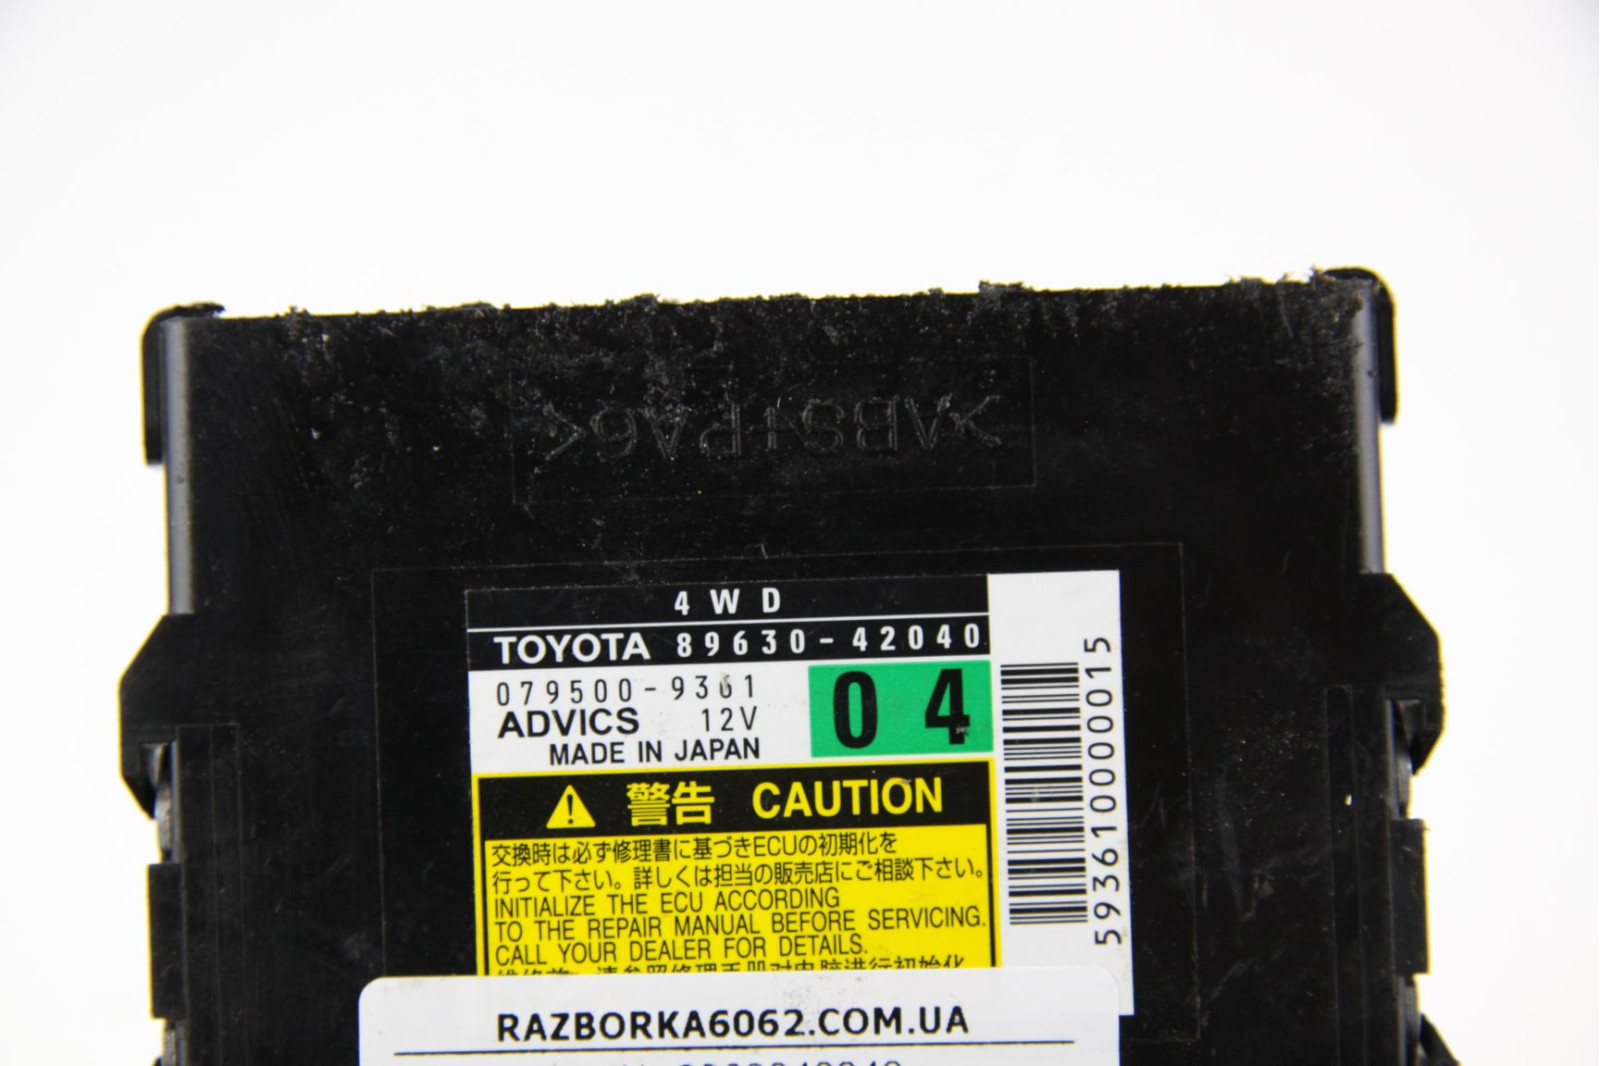 >ABS+PA6<
4WD
TOYOTA 89630-42040
079500-9301
ADVICS 12V
MADE IN JAPAN
04
593610000015
警告 CAUTION
交換時は必ず修理書に基づきECUの初期化を
行って下さい。詳しくは担当の販売店にご相談下さい。
INITIALIZE THE ECU ACCORDING
TO THE REPAIR MANUAL BEFORE SERVICING.
CALL YOUR DEALER FOR DETAILS.
RAZBORKA6062.COM.UA